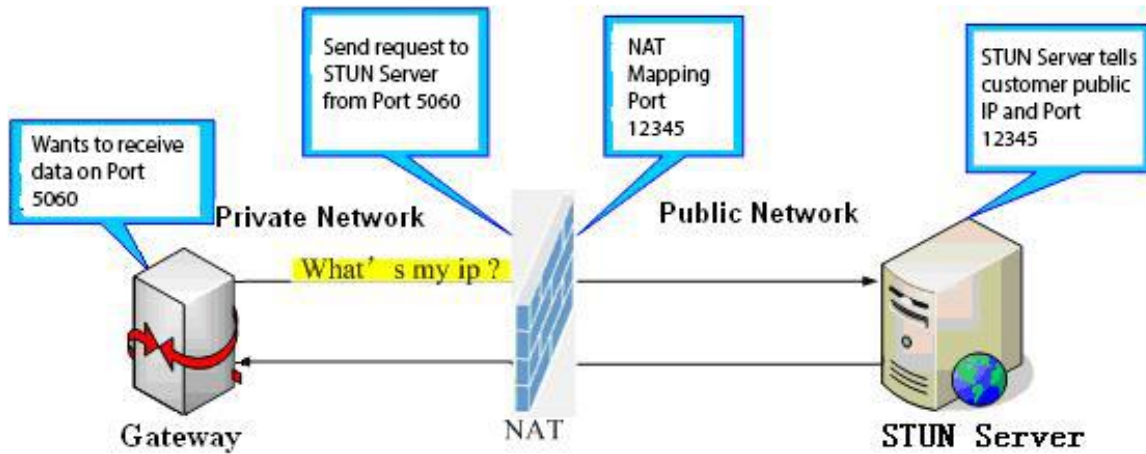 Send request to
STUN Server
from Port 5060
NAT
Mapping
Port
12345
STUN Server tells
customer public
IP and Port
12345
Wants to receive
data on Port
5060
Private Network
Public Network
What’ s my ip ?
Gateway
NAT
STUN Server